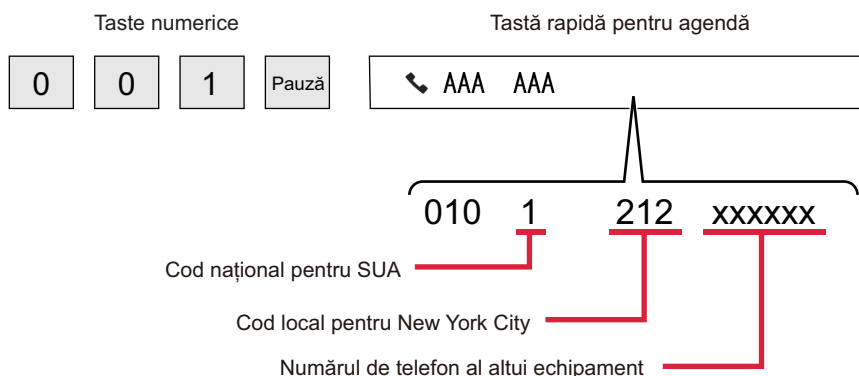 Taste numerice Tastă rapidă pentru agendă
0 0 1 Pauză AAA AAA
010 1 212 xxxxxx
Cod național pentru SUA
Cod local pentru New York City
Numărul de telefon al altui echipament